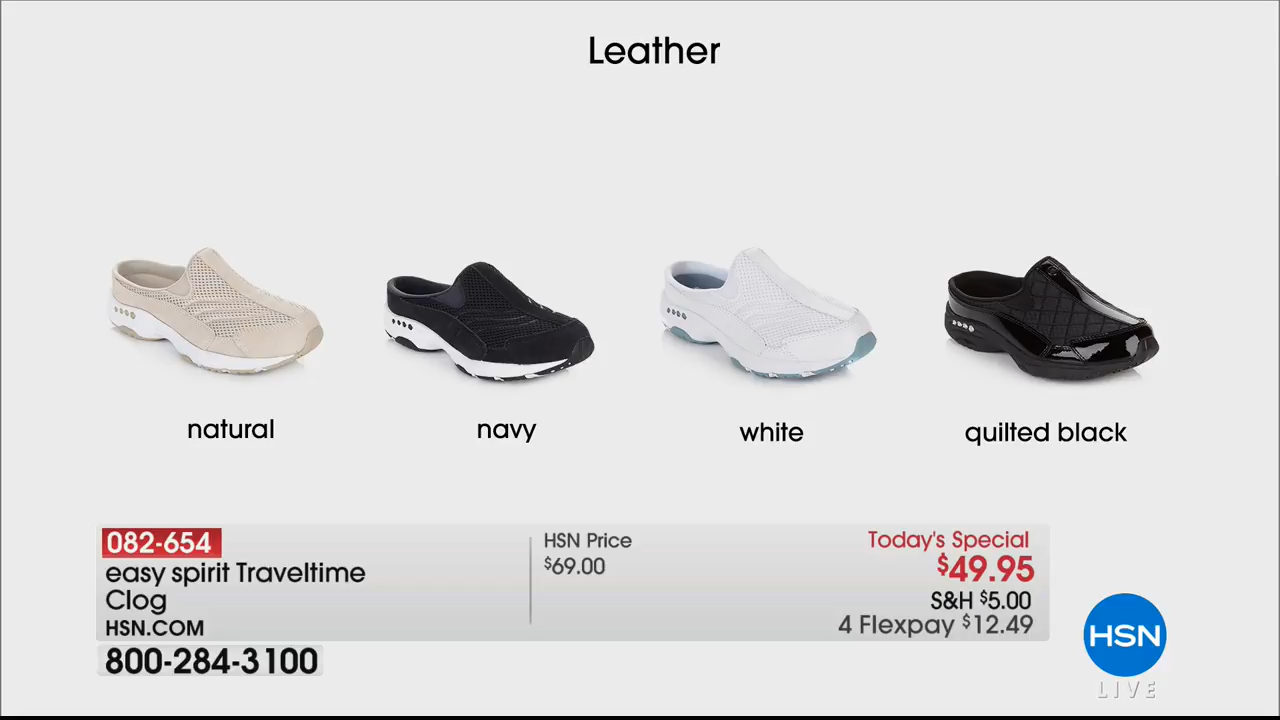 Leather
natural
navy
white
quilted black
082-654
easy spirit Traveltime
Clog
HSN.COM
800-284-3100
HSN Price
$69.00
Today's Special
$49.95
S&H $5.00
4 Flexpay $12.49
HSN
LIVE